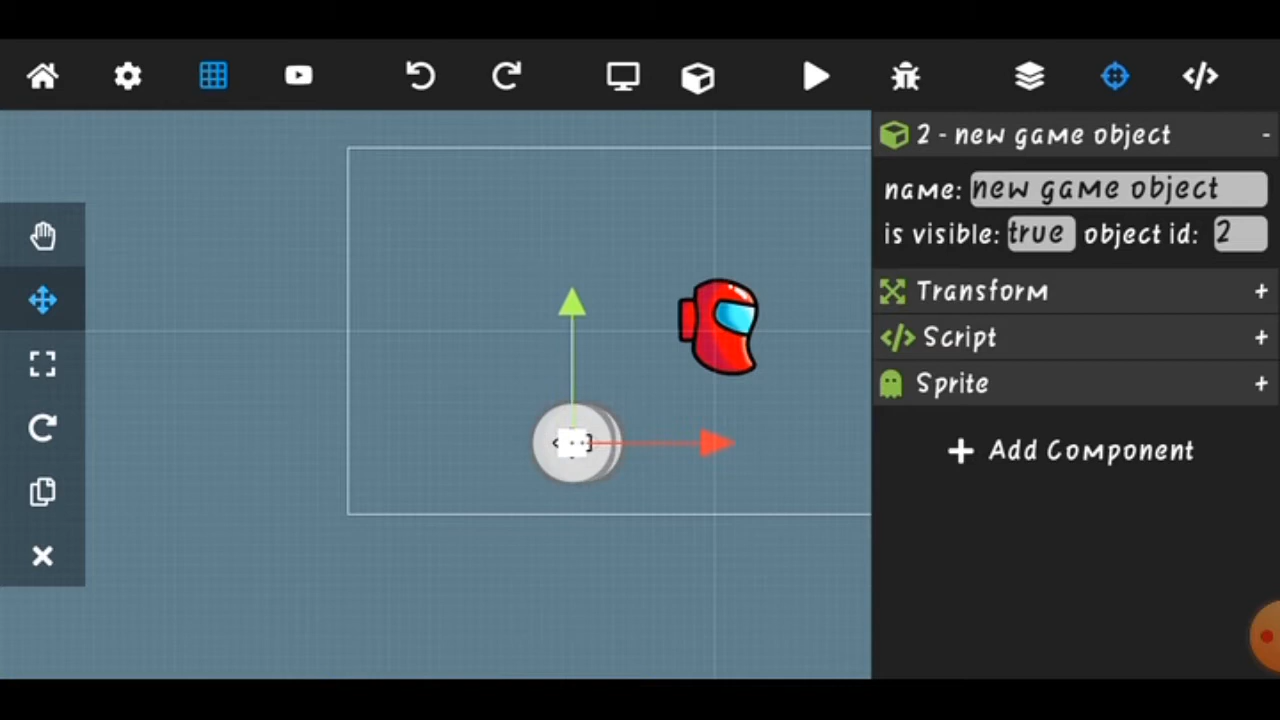 2 - new game object -
name: new game object
is visible: true object id: 2
Transform +
</> Script +
Sprite +
+ Add Component